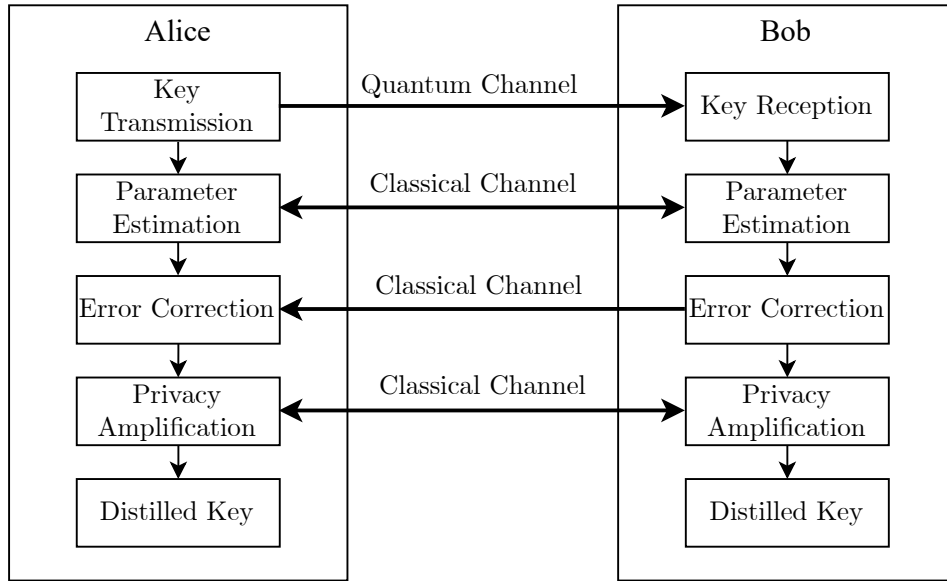 Alice
Bob
Key
Transmission
Quantum Channel
Key Reception
Parameter
Estimation
Classical Channel
Parameter
Estimation
Error Correction
Classical Channel
Error Correction
Privacy
Amplification
Classical Channel
Privacy
Amplification
Distilled Key
Distilled Key